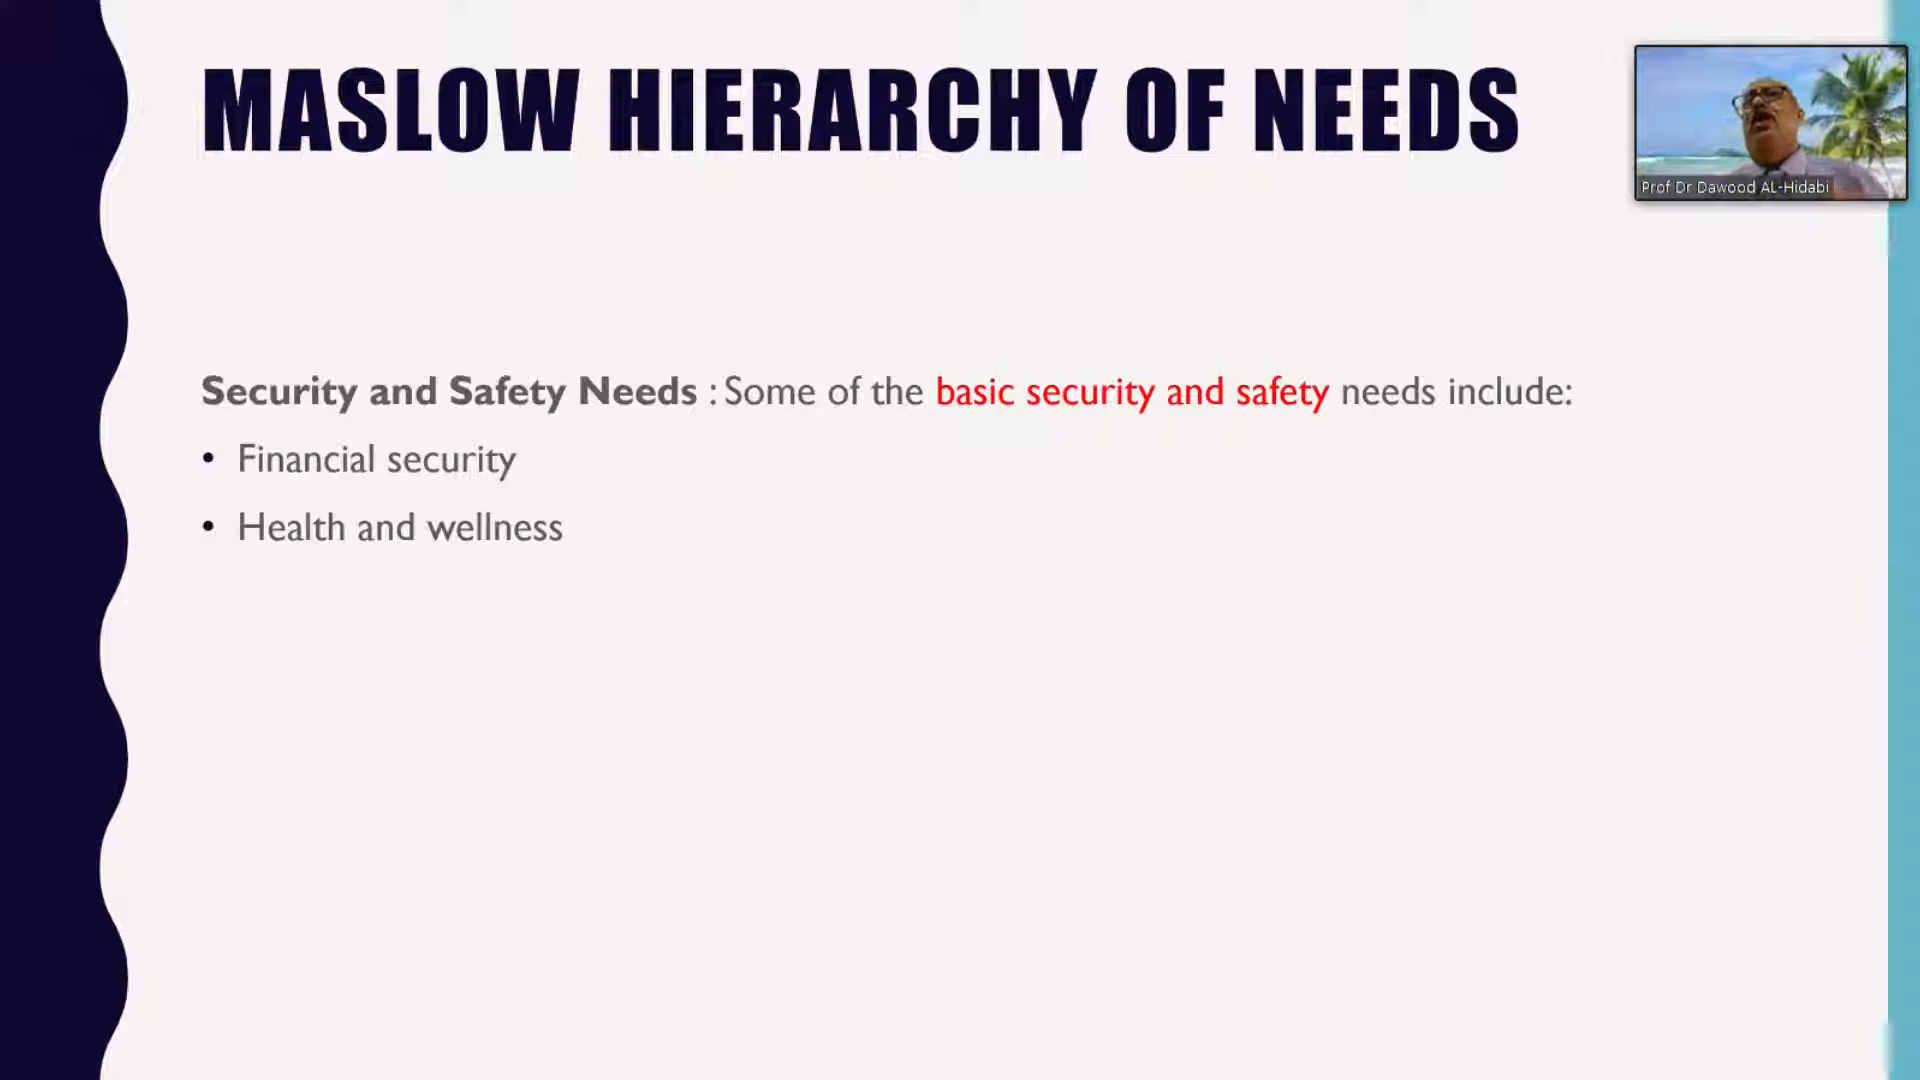 MASLOW HIERARCHY OF NEEDS
Prof Dr Dawood AL-Hidabi
Security and Safety Needs : Some of the basic security and safety needs include:
• Financial security
• Health and wellness